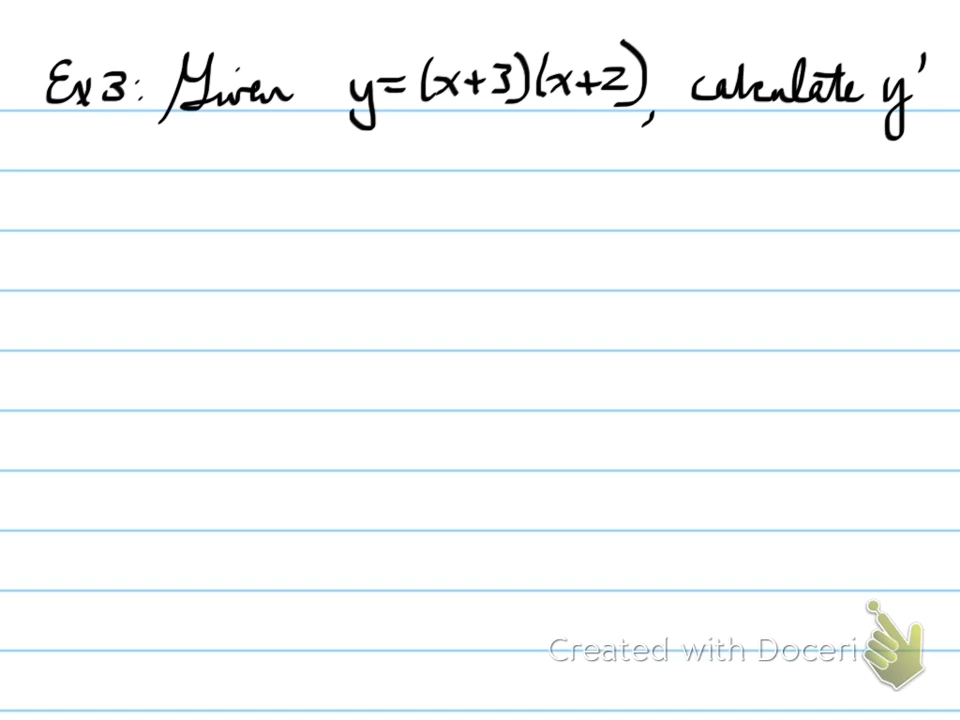 Ex 3: Given y=(x+3)(x+2), calculate y'
Created with Doceri